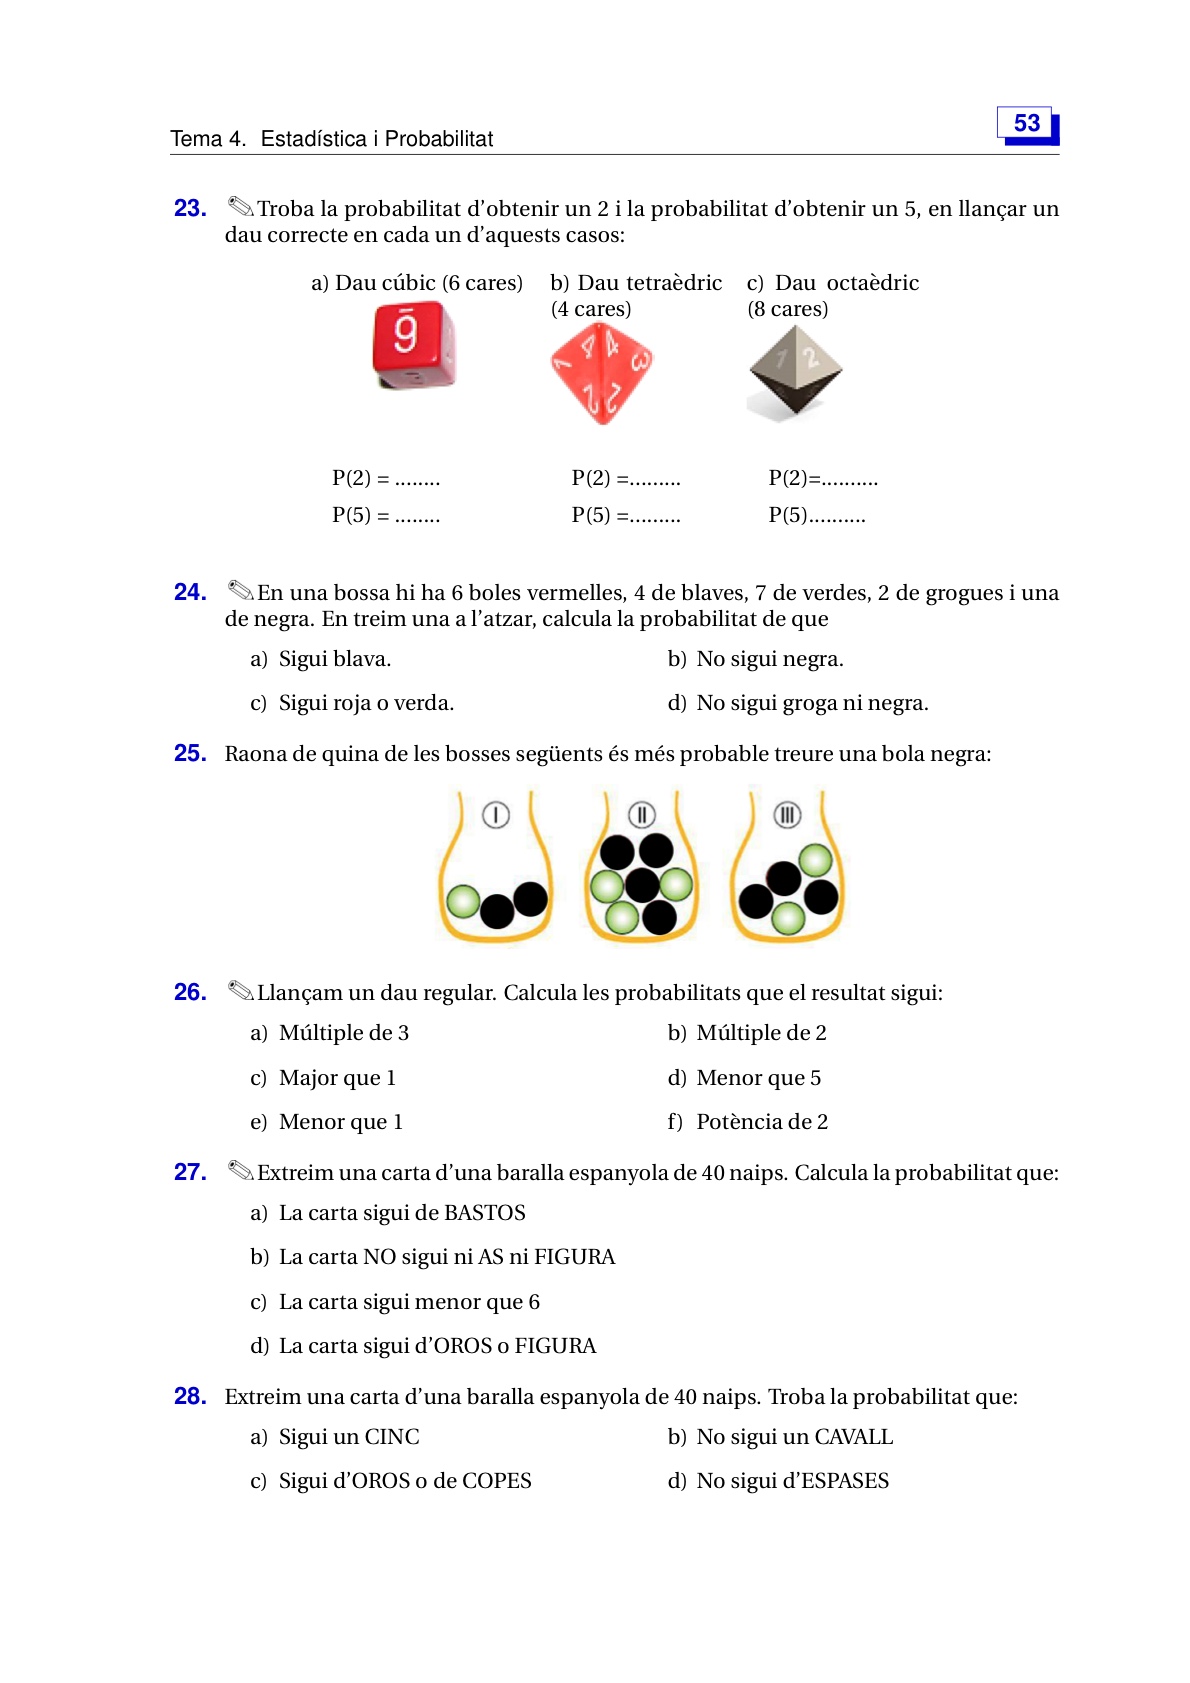 Tema 4. Estadística i Probabilitat
53
23. Troba la probabilitat d'obtenir un 2 i la probabilitat d'obtenir un 5, en llançar un
dau correcte en cada un d'aquests casos:
a) Dau cúbic (6 cares)
b) Dau tetraèdric
(4 cares)
c) Dau octaèdric
(8 cares)
9
1 4 4 3
2 2
1 2
P(2) = ........
P(2) =.........
P(2)=..........
P(5) = ........
P(5) =.........
P(5)..........
24. En una bossa hi ha 6 boles vermelles, 4 de blaves, 7 de verdes, 2 de grogues i una
de negra. En treim una a l'atzar, calcula la probabilitat de que
a) Sigui blava.
b) No sigui negra.
c) Sigui roja o verda.
d) No sigui groga ni negra.
25. Raona de quina de les bosses següents és més probable treure una bola negra:
I
II
III
26. Llançam un dau regular. Calcula les probabilitats que el resultat sigui:
a) Múltiple de 3
b) Múltiple de 2
c) Major que 1
d) Menor que 5
e) Menor que 1
f) Potència de 2
27. Extreim una carta d'una baralla espanyola de 40 naips. Calcula la probabilitat que:
a) La carta sigui de BASTOS
b) La carta NO sigui ni AS ni FIGURA
c) La carta sigui menor que 6
d) La carta sigui d'OROS o FIGURA
28. Extreim una carta d'una baralla espanyola de 40 naips. Troba la probabilitat que:
a) Sigui un CINC
b) No sigui un CAVALL
c) Sigui d'OROS o de COPES
d) No sigui d'ESPASES